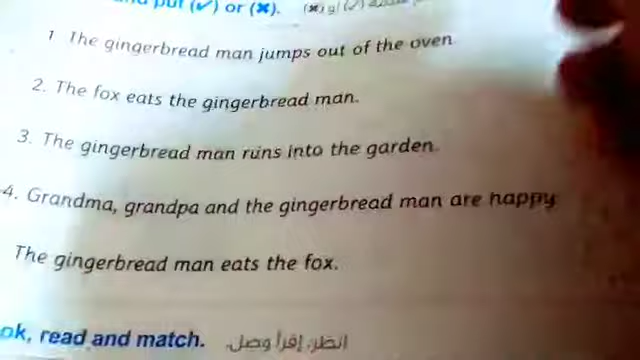 put (✔) or (✖).
1 The gingerbread man jumps out of the oven
2. The fox eats the gingerbread man.
3. The gingerbread man runs into the garden.
4. Grandma, grandpa and the gingerbread man are happy
The gingerbread man eats the fox.
ok, read and match. انظر، إقرأ وصل.